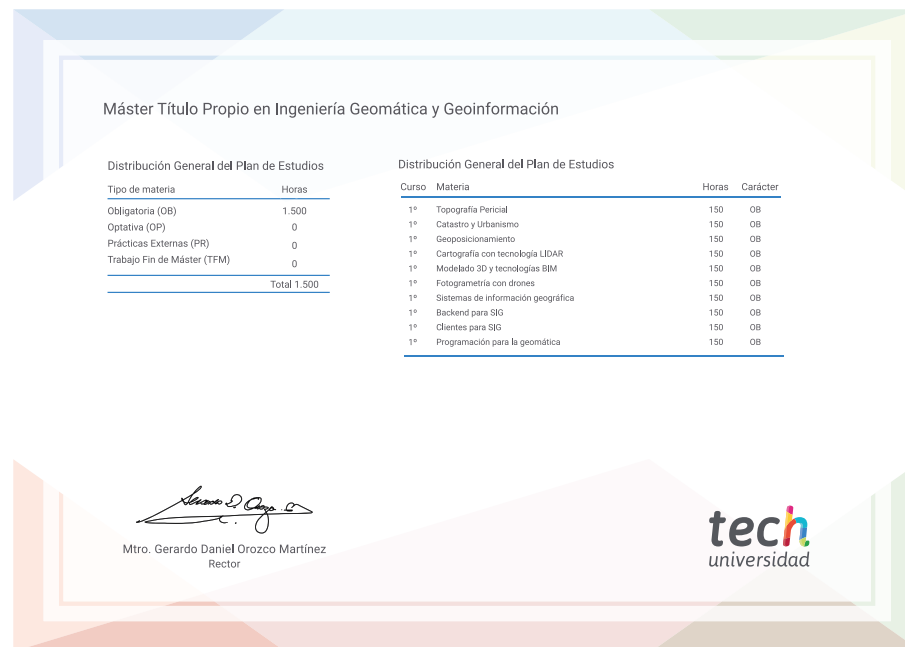 Máster Título Propio en Ingeniería Geomática y Geoinformación
Distribución General del Plan de Estudios
Tipo de materia Horas
Obligatoria (OB) 1.500
Optativa (OP) 0
Prácticas Externas (PR) 0
Trabajo Fin de Máster (TFM) 0
Total 1.500
Distribución General del Plan de Estudios
Curso Materia Horas Carácter
1º Topografía Pericial 150 OB
1º Catastro y Urbanismo 150 OB
1º Geoposicionamiento 150 OB
1º Cartografía con tecnología LIDAR 150 OB
1º Modelado 3D y tecnologías BIM 150 OB
1º Fotogrametría con drones 150 OB
1º Sistemas de información geográfica 150 OB
1º Backend para SIG 150 OB
1º Clientes para SIG 150 OB
1º Programación para la geomática 150 OB
Mtro. Gerardo Daniel Orozco Martínez
Rector
tech
universidad